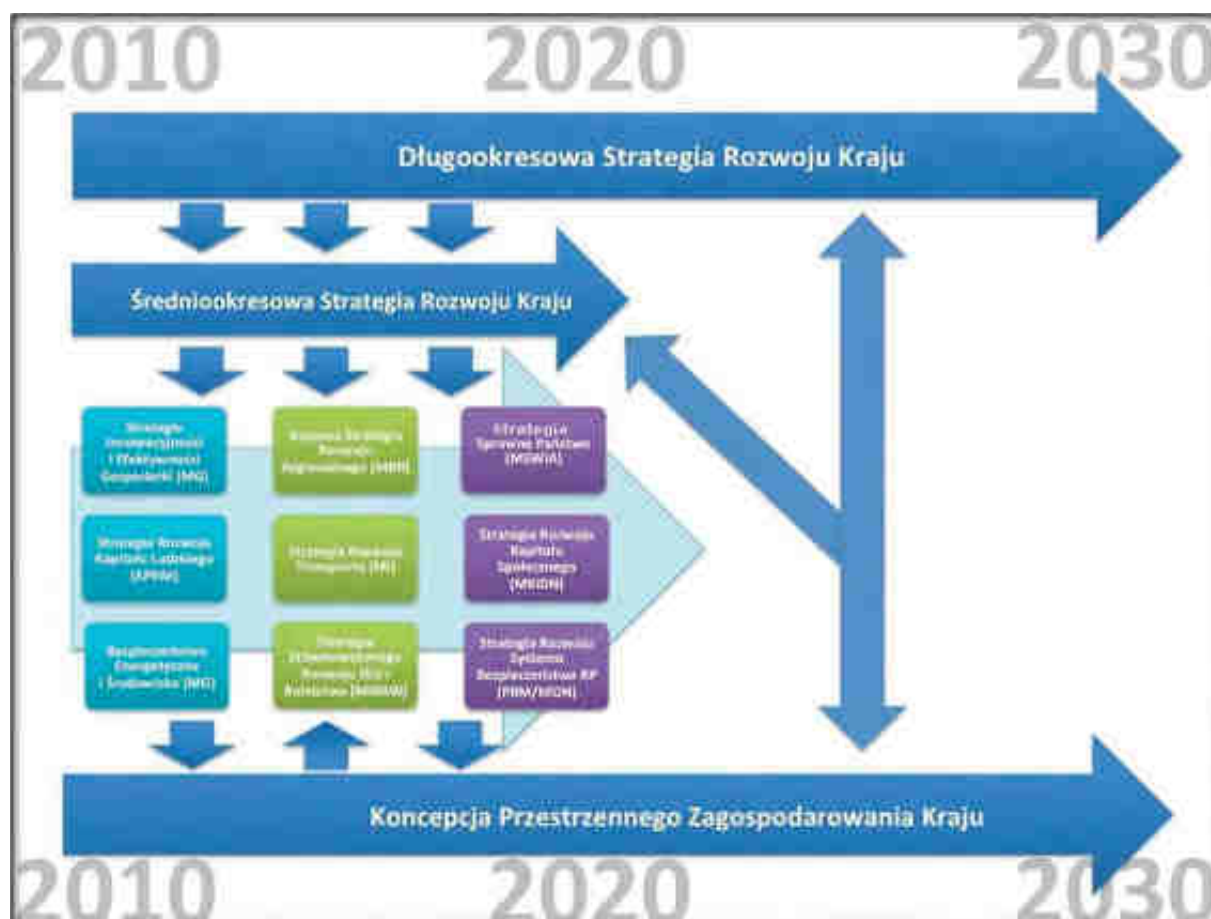 2010 2020 2030
Długookresowa Strategia Rozwoju Kraju
Średniookresowa Strategia Rozwoju Kraju
Strategia
Innowacyjności
i Efektywności
Gospodarki (MG)
Strategia
Rozwoju
Regionalnego (MRR)
Strategia
Sprawne Państwo
(MSWiA)
Strategia Rozwoju
Kapitału Ludzkiego
Strategia Rozwoju
Transportu (MI)
Strategia Rozwoju
Kapitału
Społecznego
(MKiDN)
Bezpieczeństwo
Energetyczne
i Środowisko (MG)
Strategia
Zrównoważonego
Rozwoju Wsi i
Rolnictwa (MRiRW)
Strategia Rozwoju
Systemu
Bezpieczeństwa RP
(PRM/MON)
Koncepcja Przestrzennego Zagospodarowania Kraju
2010 2020 2030